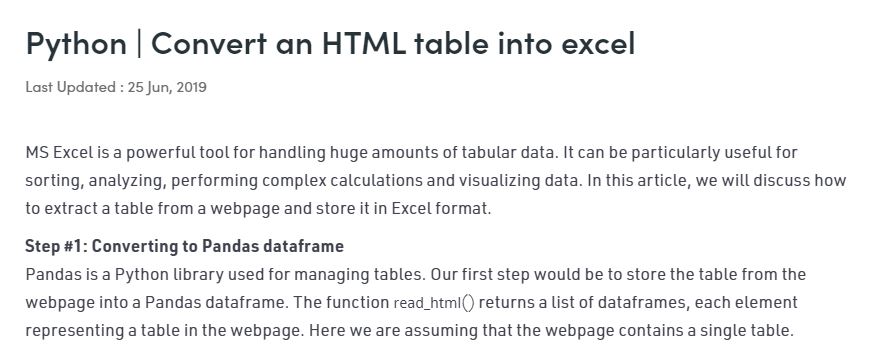 Python | Convert an HTML table into excel
Last Updated : 25 Jun, 2019
MS Excel is a powerful tool for handling huge amounts of tabular data. It can be particularly useful for
sorting, analyzing, performing complex calculations and visualizing data. In this article, we will discuss how
to extract a table from a webpage and store it in Excel format.
Step #1: Converting to Pandas dataframe
Pandas is a Python library used for managing tables. Our first step would be to store the table from the
webpage into a Pandas dataframe. The function read_html() returns a list of dataframes, each element
representing a table in the webpage. Here we are assuming that the webpage contains a single table.